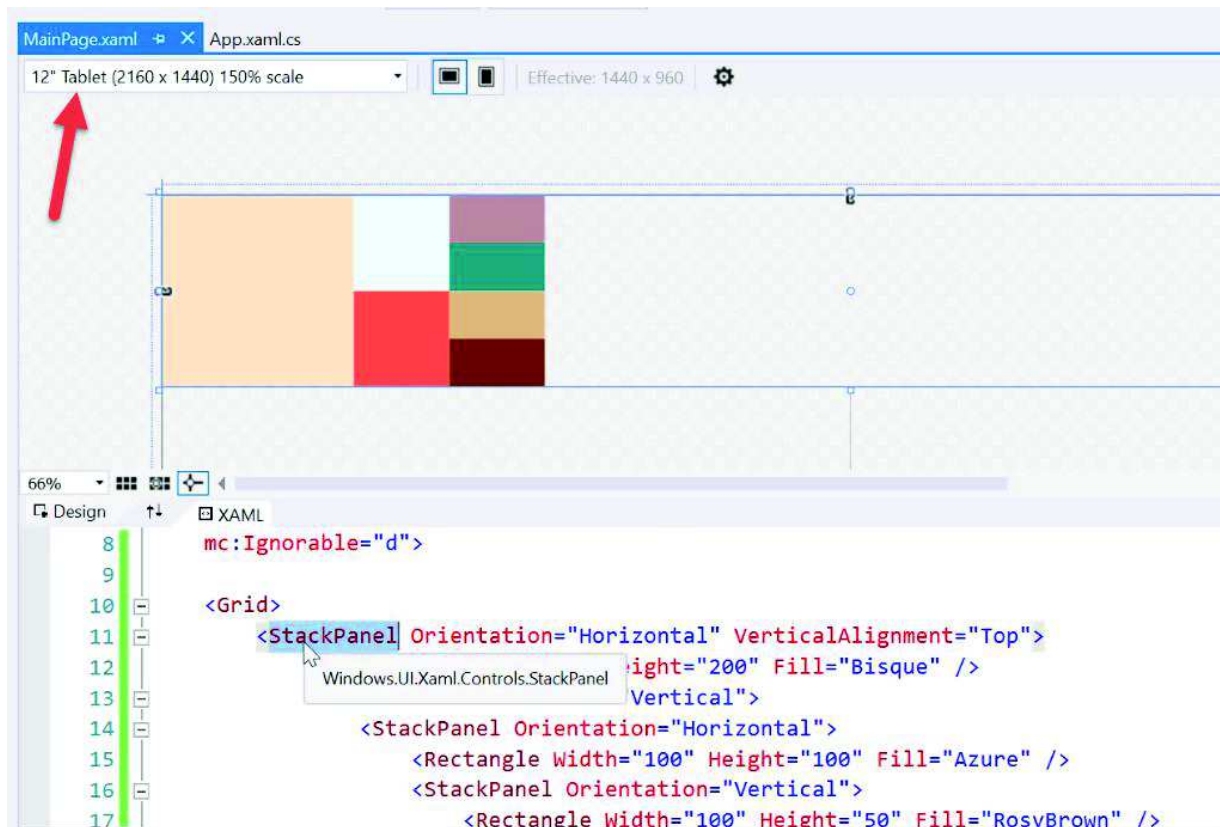 MainPage.xaml App.xaml.cs
12" Tablet (2160 x 1440) 150% scale Effective: 1440 x 960
66%
Design XAML
8 mc:Ignorable="d">
9
10 <Grid>
11 <StackPanel Orientation="Horizontal" VerticalAlignment="Top">
12 ight="200" Fill="Bisque" />
Windows.UI.Xaml.Controls.StackPanel
13 Vertical">
14 <StackPanel Orientation="Horizontal">
15 <Rectangle Width="100" Height="100" Fill="Azure" />
16 <StackPanel Orientation="Vertical">
17 <Rectangle Width="100" Height="50" Fill="RosyBrown" />